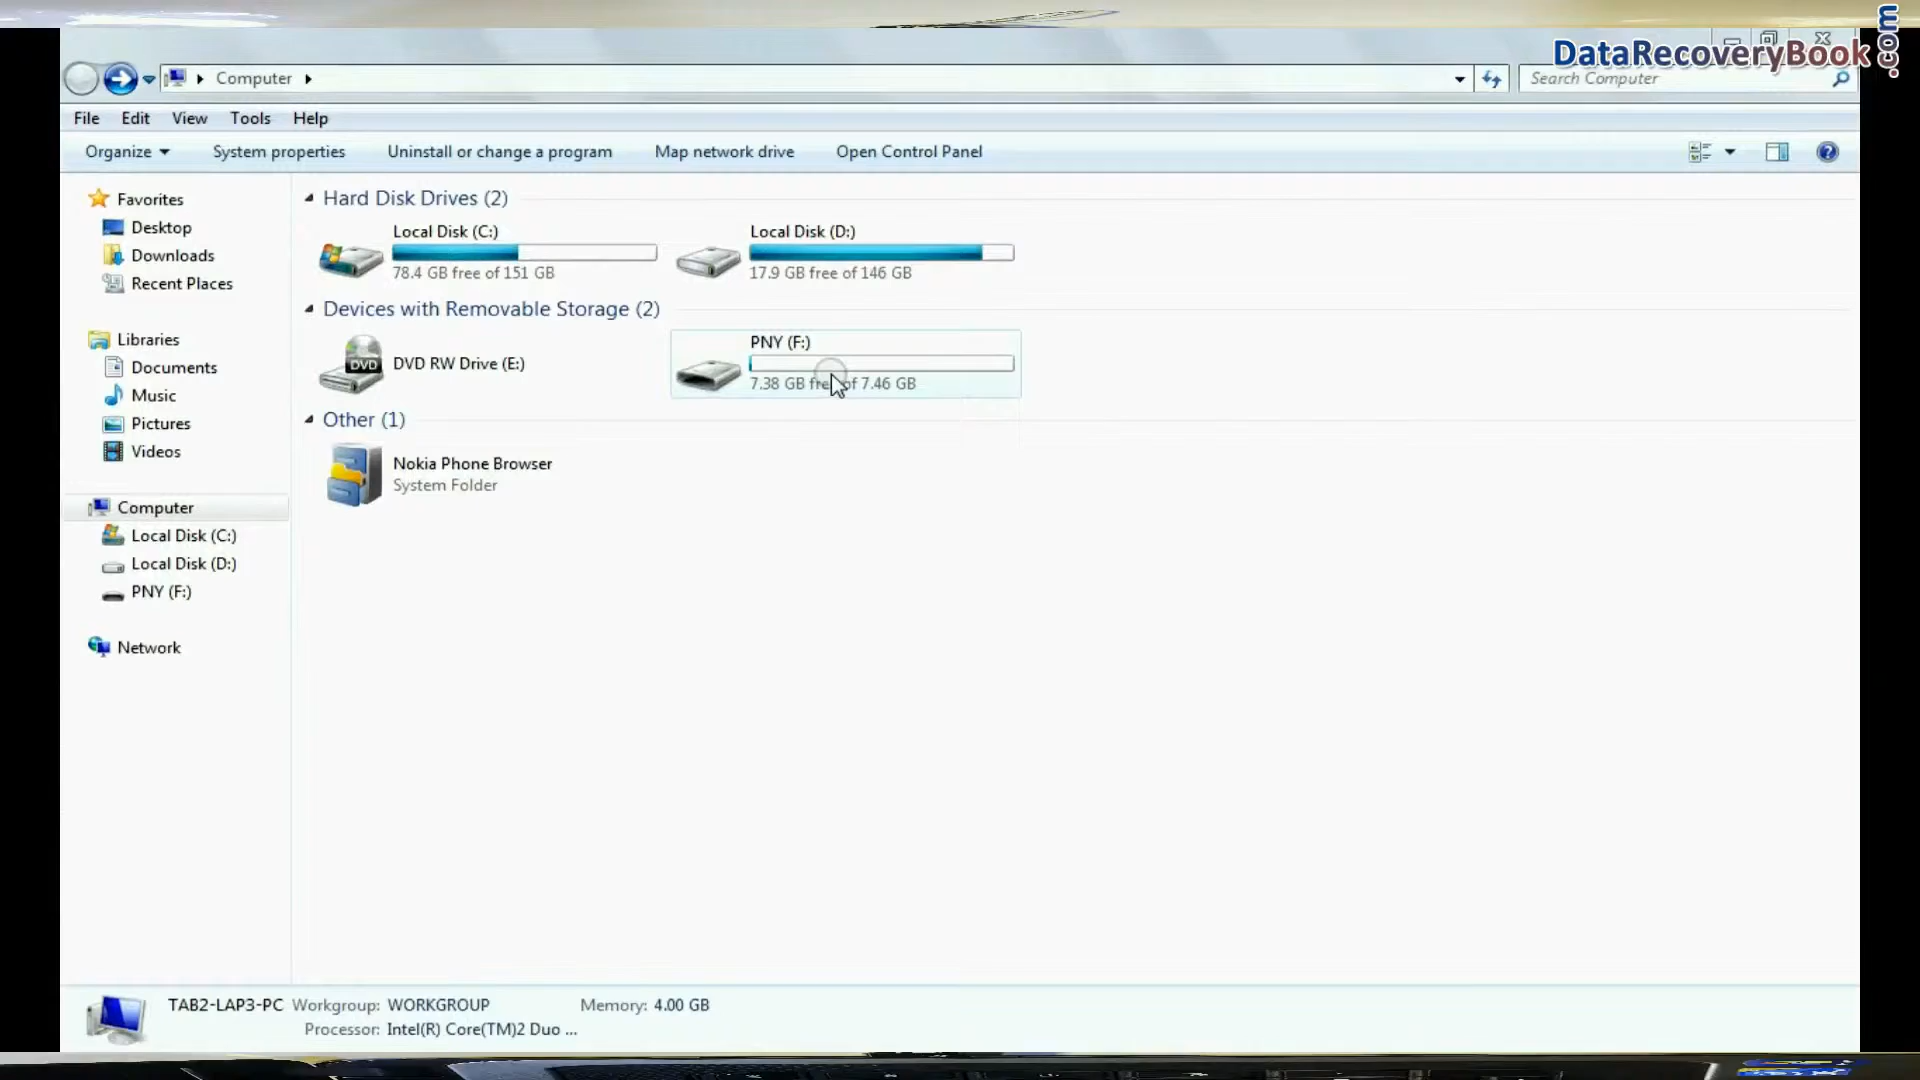 DataRecoveryBook.com
Computer
Search Computer
File Edit View Tools Help
Organize System properties Uninstall or change a program Map network drive Open Control Panel
Favorites
Desktop
Downloads
Recent Places
Libraries
Documents
Music
Pictures
Videos
Computer
Local Disk (C:)
Local Disk (D:)
PNY (F:)
Network
Hard Disk Drives (2)
Local Disk (C:)
78.4 GB free of 151 GB
Local Disk (D:)
17.9 GB free of 146 GB
Devices with Removable Storage (2)
DVD
DVD RW Drive (E:)
PNY (F:)
7.38 GB free of 7.46 GB
Other (1)
Nokia Phone Browser
System Folder
TAB2-LAP3-PC Workgroup: WORKGROUP Memory: 4.00 GB
Processor: Intel(R) Core(TM)2 Duo ...